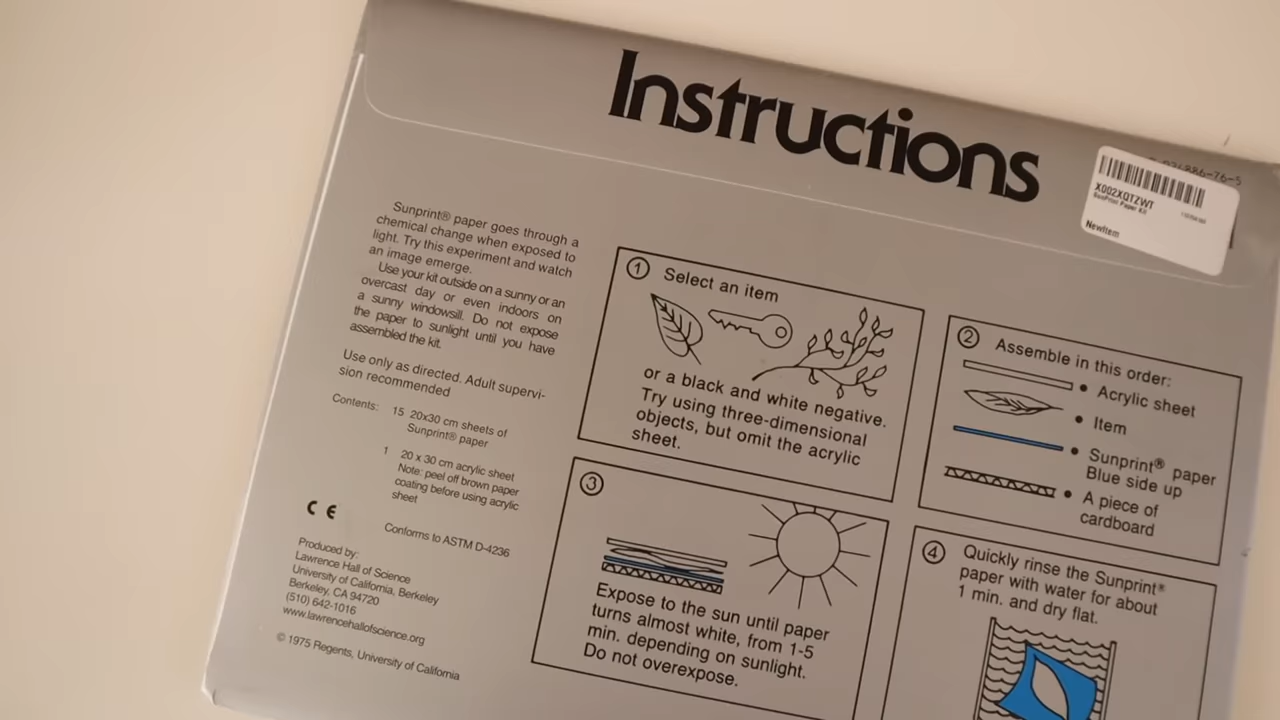 Instructions
024886-76-5
X002XQTZWT
SunPrint Paper Kit
NewItem
Sunprint® paper goes through a
chemical change when exposed to
light. Try this experiment and watch
an image emerge.
Use your kit outside on a sunny or an
overcast day or even indoors on
a sunny windowsill. Do not expose
the paper to sunlight until you have
assembled the kit.
Use only as directed. Adult supervi-
sion recommended
Contents: 15 20x30 cm sheets of
Sunprint® paper
1 20 x 30 cm acrylic sheet
Note: peel off brown paper
coating before using acrylic
sheet
CE
Conforms to ASTM D-4236
Produced by:
Lawrence Hall of Science
University of California, Berkeley
Berkeley, CA 94720
(510) 642-1016
www.lawrencehallofscience.org
© 1975 Regents, University of California
1 Select an item
or a black and white negative.
Try using three-dimensional
objects, but omit the acrylic
sheet.
2 Assemble in this order:
• Acrylic sheet
• Item
• Sunprint® paper
Blue side up
• A piece of
cardboard
3
Expose to the sun until paper
turns almost white, from 1-5
min. depending on sunlight.
Do not overexpose.
4 Quickly rinse the Sunprint®
paper with water for about
1 min. and dry flat.